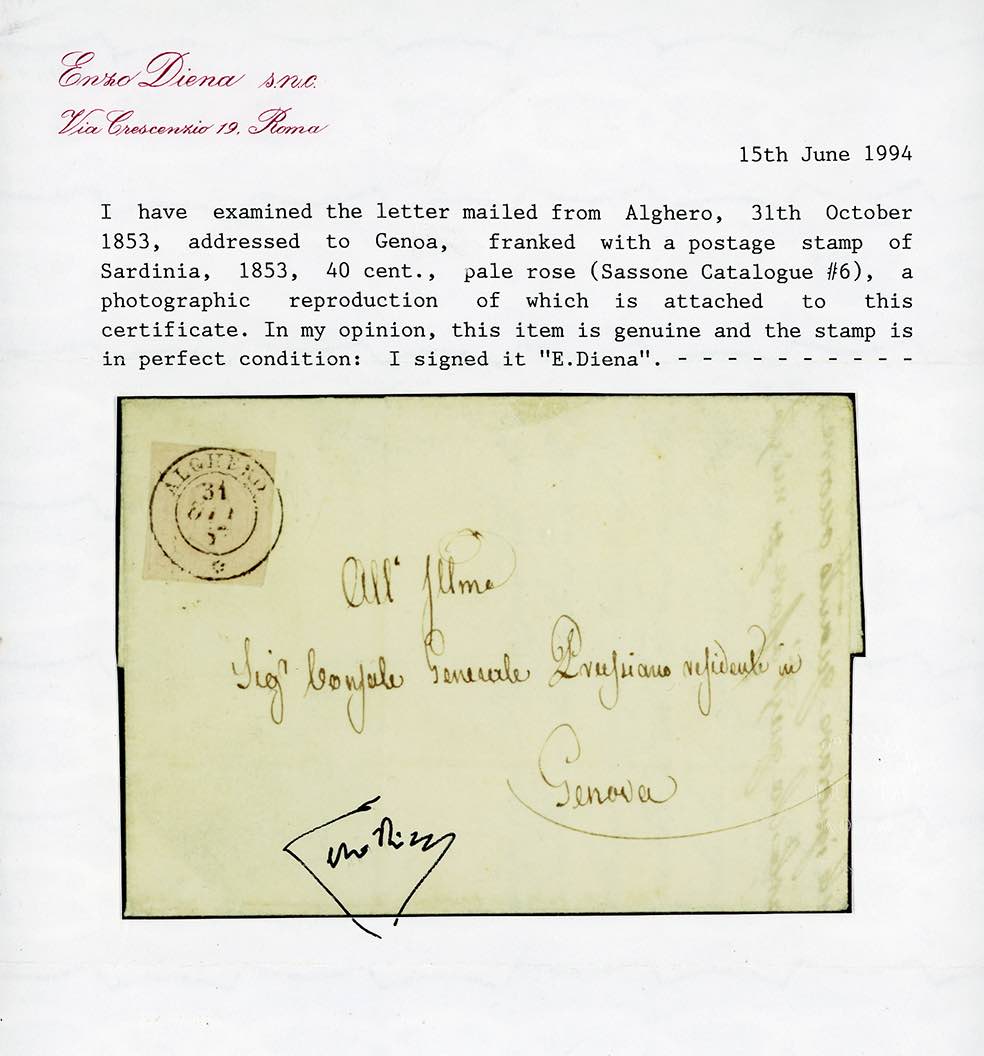 Enzo Diena s.n.c.
Via Crescenzio 19, Roma
15th June 1994
I have examined the letter mailed from Alghero, 31th October
1853, addressed to Genoa, franked with a postage stamp of
Sardinia, 1853, 40 cent., pale rose (Sassone Catalogue #6), a
photographic reproduction of which is attached to this
certificate. In my opinion, this item is genuine and the stamp is
in perfect condition: I signed it "E.Diena". - - - - - - - - - -
ALGHERO
31
OTT
All' Illmo
Sigr Console Generale Prussiano residente in
Genova